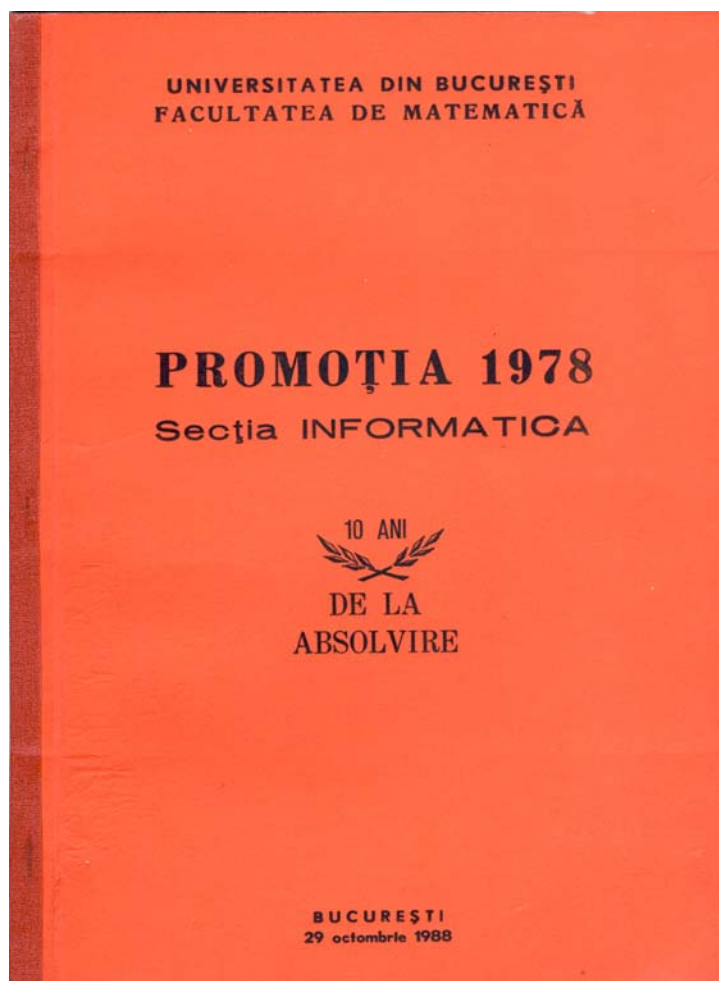 UNIVERSITATEA DIN BUCUREŞTI
FACULTATEA DE MATEMATICĂ
PROMOŢIA 1978
Secţia INFORMATICA
10 ANI
DE LA
ABSOLVIRE
BUCUREŞTI
29 octombrie 1988